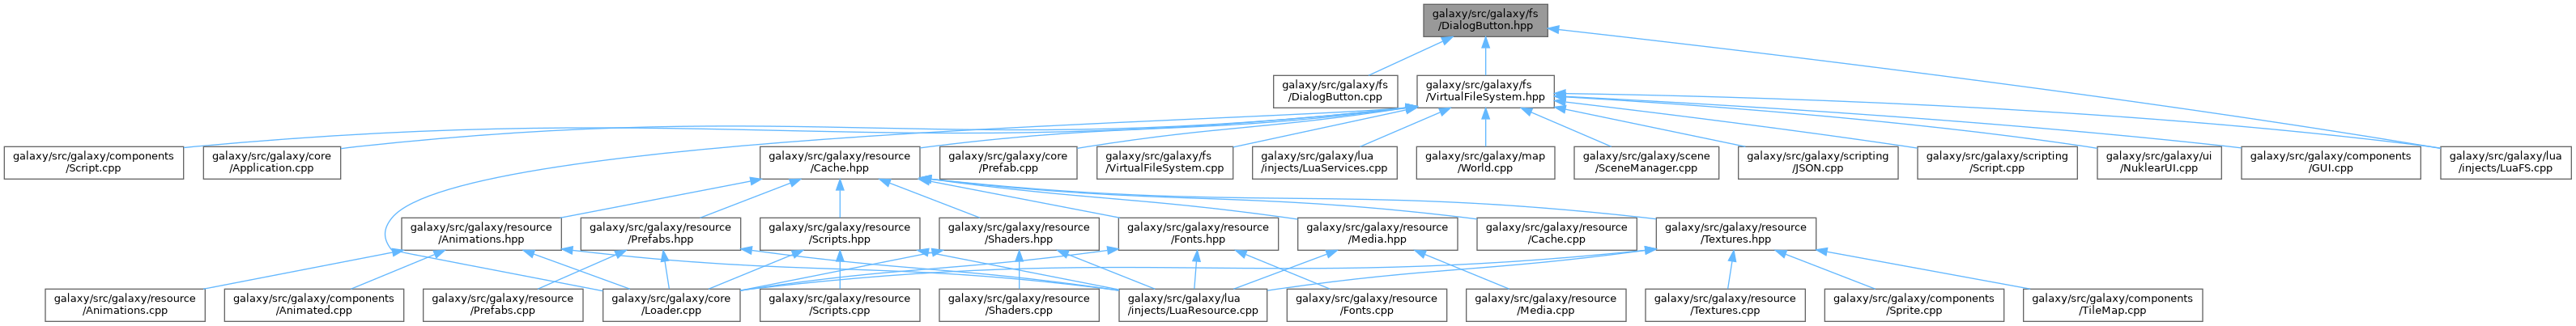 galaxy/src/galaxy/fs
/DialogButton.hpp
galaxy/src/galaxy/fs
/DialogButton.cpp
galaxy/src/galaxy/fs
/VirtualFileSystem.hpp
galaxy/src/galaxy/components
/Script.cpp
galaxy/src/galaxy/core
/Application.cpp
galaxy/src/galaxy/resource
/Cache.hpp
galaxy/src/galaxy/core
/Prefab.cpp
galaxy/src/galaxy/fs
/VirtualFileSystem.cpp
galaxy/src/galaxy/lua
/injects/LuaServices.cpp
galaxy/src/galaxy/map
/World.cpp
galaxy/src/galaxy/scene
/SceneManager.cpp
galaxy/src/galaxy/scripting
/JSON.cpp
galaxy/src/galaxy/scripting
/Script.cpp
galaxy/src/galaxy/ui
/NuklearUI.cpp
galaxy/src/galaxy/components
/GUI.cpp
galaxy/src/galaxy/lua
/injects/LuaFS.cpp
galaxy/src/galaxy/resource
/Animations.hpp
galaxy/src/galaxy/resource
/Prefabs.hpp
galaxy/src/galaxy/resource
/Scripts.hpp
galaxy/src/galaxy/resource
/Shaders.hpp
galaxy/src/galaxy/resource
/Fonts.hpp
galaxy/src/galaxy/resource
/Media.hpp
galaxy/src/galaxy/resource
/Cache.cpp
galaxy/src/galaxy/resource
/Textures.hpp
galaxy/src/galaxy/resource
/Animations.cpp
galaxy/src/galaxy/components
/Animated.cpp
galaxy/src/galaxy/resource
/Prefabs.cpp
galaxy/src/galaxy/core
/Loader.cpp
galaxy/src/galaxy/resource
/Scripts.cpp
galaxy/src/galaxy/resource
/Shaders.cpp
galaxy/src/galaxy/lua
/injects/LuaResource.cpp
galaxy/src/galaxy/resource
/Fonts.cpp
galaxy/src/galaxy/resource
/Media.cpp
galaxy/src/galaxy/resource
/Textures.cpp
galaxy/src/galaxy/components
/Sprite.cpp
galaxy/src/galaxy/components
/TileMap.cpp